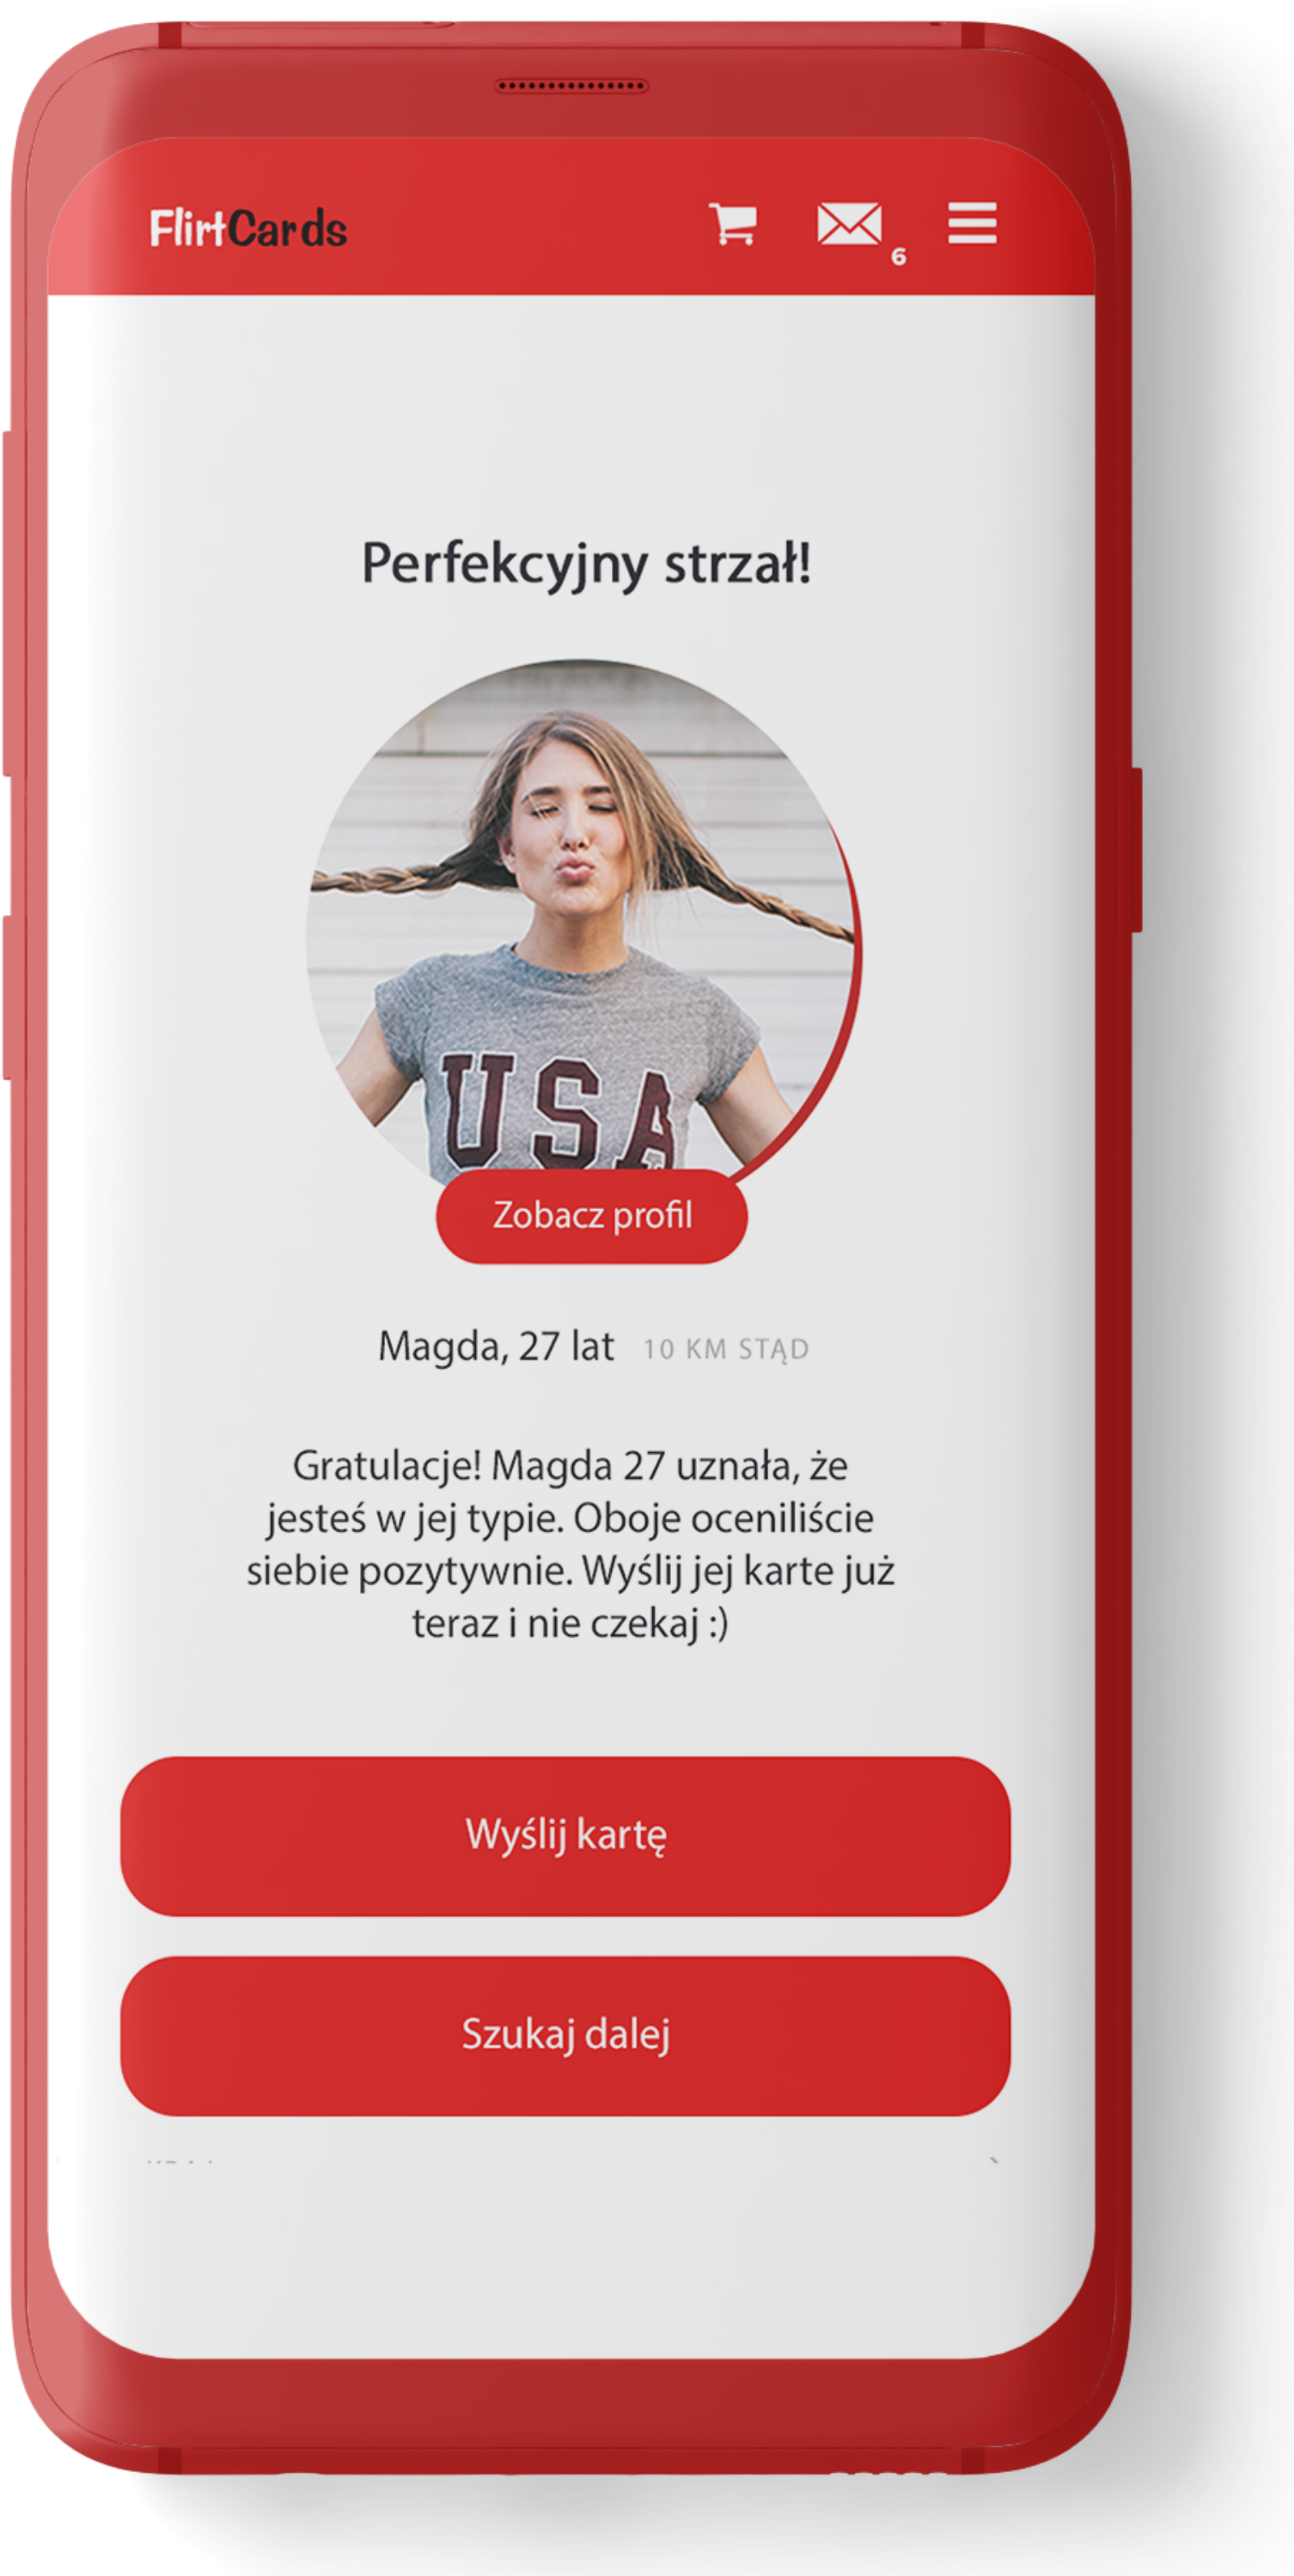 FlirtCards
6
Perfekcyjny strzał!
USA
Zobacz profil
Magda, 27 lat 10 KM STĄD
Gratulacje! Magda 27 uznała, że
jesteś w jej typie. Oboje oceniliście
siebie pozytywnie. Wyślij jej karte już
teraz i nie czekaj :)
Wyślij kartę
Szukaj dalej